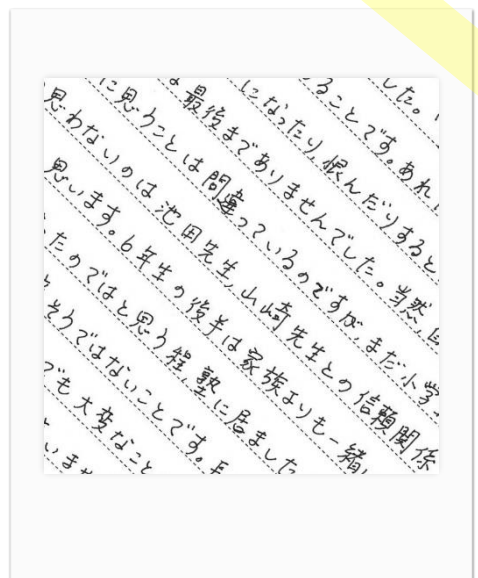 した。
ることです。あれ
になったり、恨んだりすると
最後までありませんでした。当然、
に思うことは間違っているのですが、まだ小学
思わないのは池田先生、山崎先生との信頼関係
思います。6年生の後半は家族よりも一緒
たのではと思う程、塾に居ました
そうではないことです。
でも大変なこと
いませ